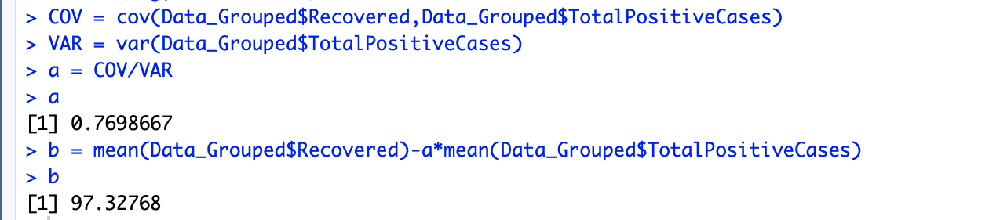 > COV = cov(Data_Grouped$Recovered,Data_Grouped$TotalPositiveCases)
> VAR = var(Data_Grouped$TotalPositiveCases)
> a = COV/VAR
> a
[1] 0.7698667
> b = mean(Data_Grouped$Recovered)-a*mean(Data_Grouped$TotalPositiveCases)
> b
[1] 97.32768